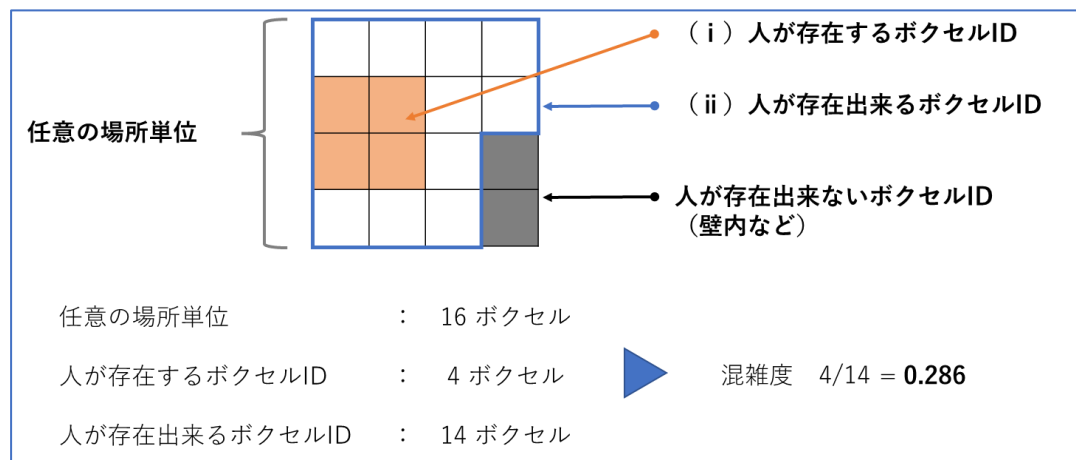 （ⅰ）人が存在するボクセルID
（ⅱ）人が存在出来るボクセルID
任意の場所単位
人が存在出来ないボクセルID
（壁内など）
任意の場所単位 : 16 ボクセル
人が存在するボクセルID : 4 ボクセル 混雑度 4/14 = 0.286
人が存在出来るボクセルID : 14 ボクセル